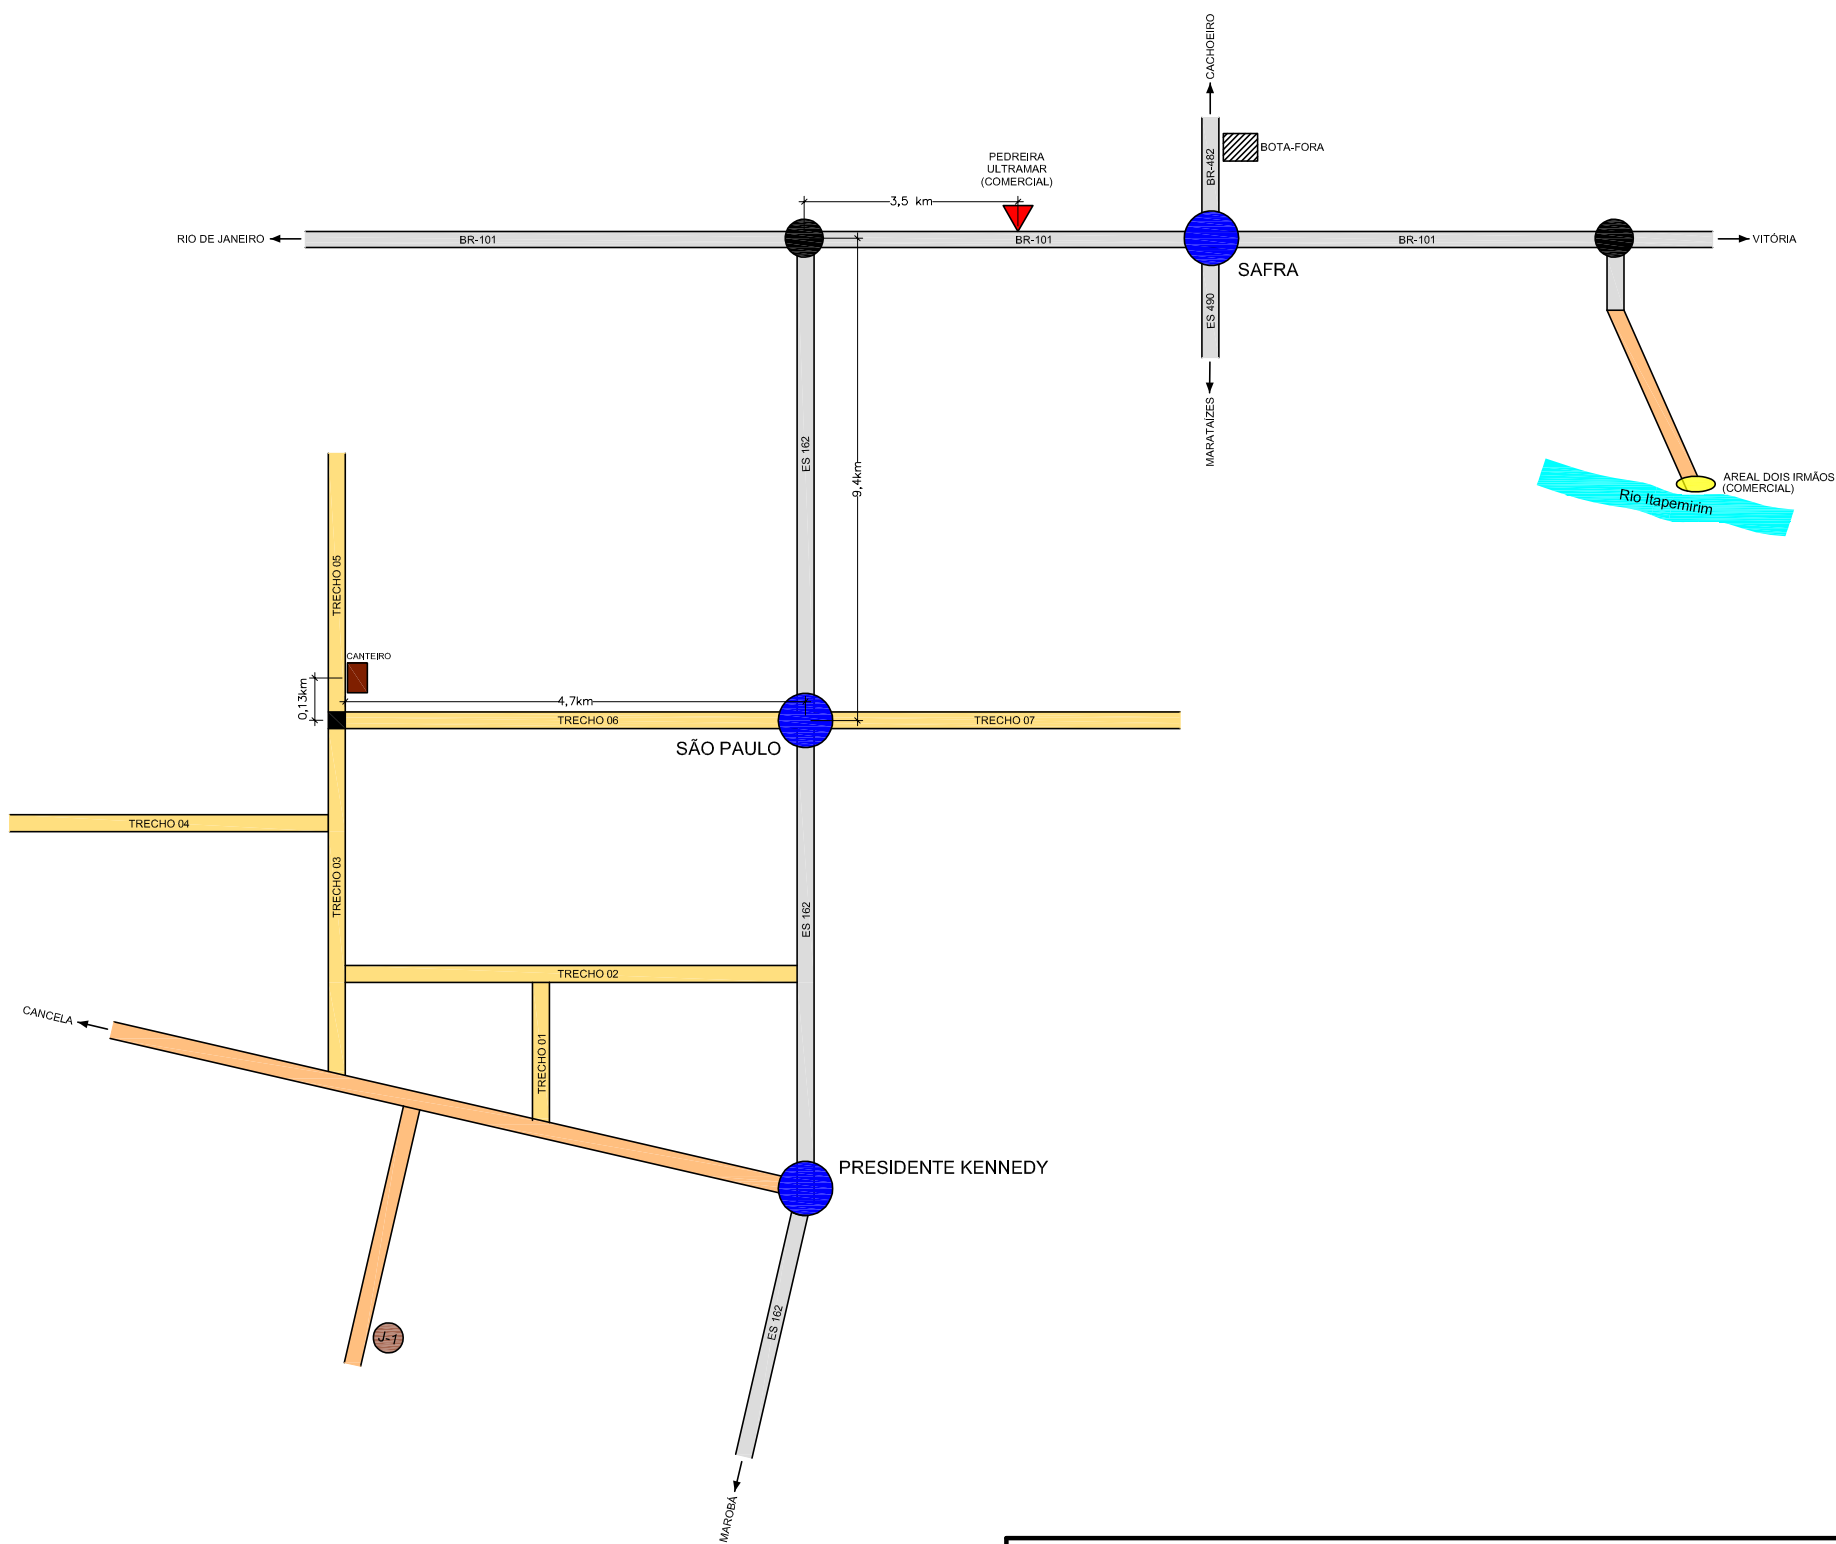 CACHOEIRO
BR-482
BOTA-FORA
PEDREIRA
ULTRAMAR
(COMERCIAL)
3,5 km
RIO DE JANEIRO
BR-101
BR-101
BR-101
VITÓRIA
SAFRA
ES 490
MARATAÍZES
ES 162
9,4km
AREAL DOIS IRMÃOS
(COMERCIAL)
Rio Itapemirim
TRECHO 05
CANTEIRO
0,13km
4,7km
TRECHO 06
TRECHO 07
SÃO PAULO
TRECHO 04
TRECHO 03
ES 162
TRECHO 02
CANCELA
TRECHO 01
PRESIDENTE KENNEDY
J-1
ES 162
MAROBÁ